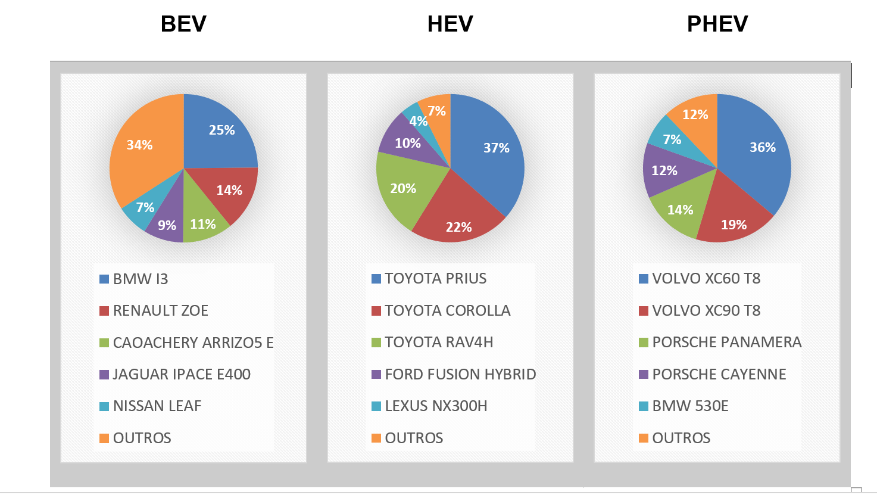 BEV
HEV
PHEV
25%
14%
11%
9%
7%
34%
BMW I3
RENAULT ZOE
CAOACHERY ARRIZO5 E
JAGUAR IPACE E400
NISSAN LEAF
OUTROS
37%
22%
20%
10%
4%
7%
TOYOTA PRIUS
TOYOTA COROLLA
TOYOTA RAV4H
FORD FUSION HYBRID
LEXUS NX300H
OUTROS
36%
19%
14%
12%
7%
12%
VOLVO XC60 T8
VOLVO XC90 T8
PORSCHE PANAMERA
PORSCHE CAYENNE
BMW 530E
OUTROS